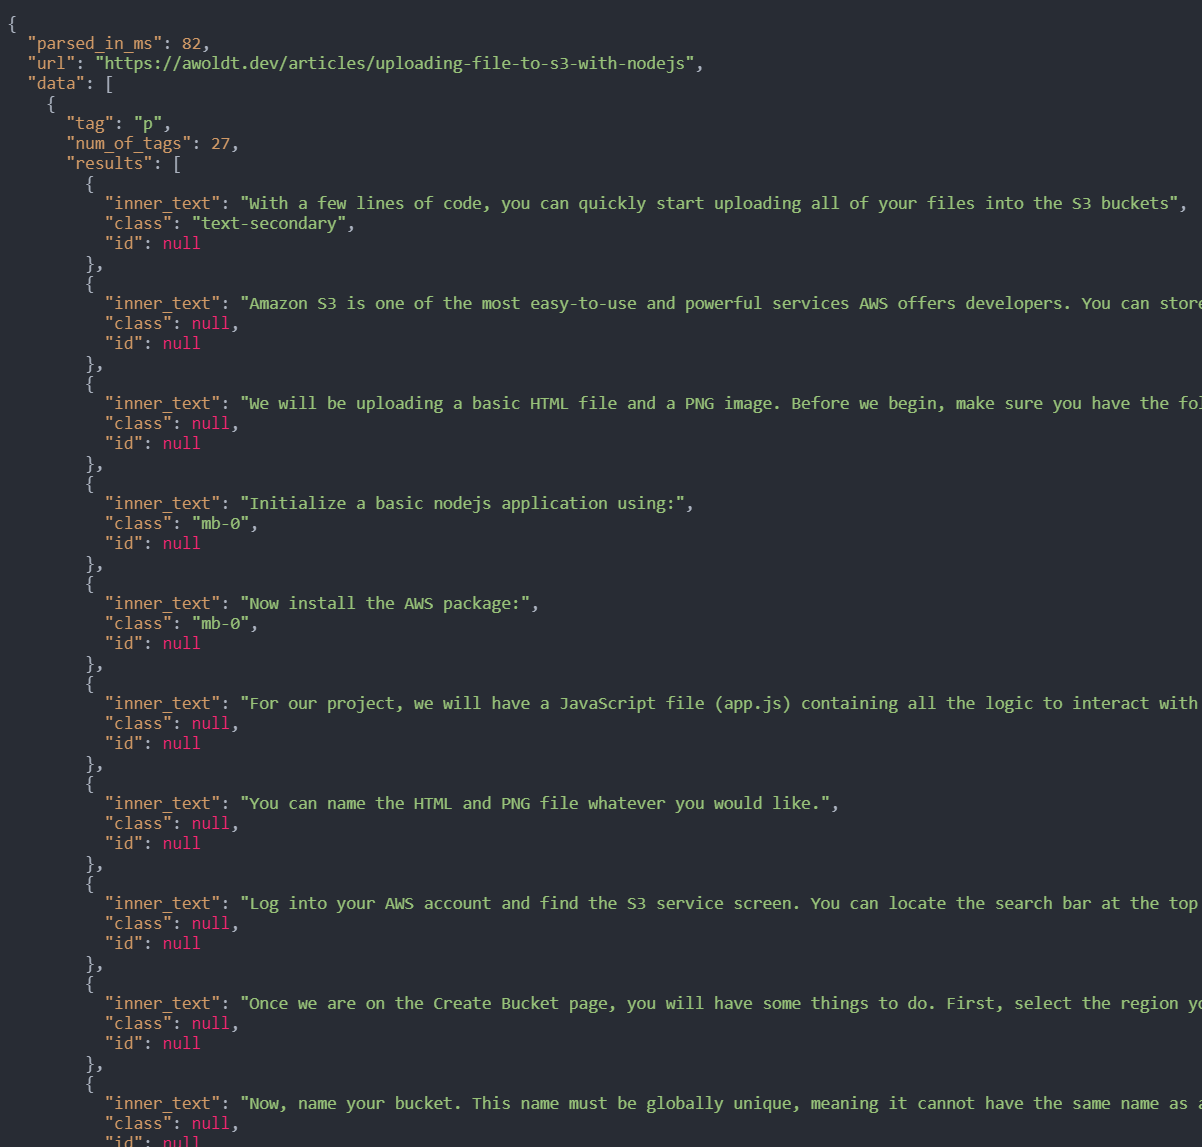 {
"parsed_in_ms": 82,
"url": "https://awoldt.dev/articles/uploading-file-to-s3-with-nodejs",
"data": [
{
"tag": "p",
"num_of_tags": 27,
"results": [
{
"inner_text": "With a few lines of code, you can quickly start uploading all of your files into the S3 buckets",
"class": "text-secondary",
"id": null
},
{
"inner_text": "Amazon S3 is one of the most easy-to-use and powerful services AWS offers developers. You can store
"class": null,
"id": null
},
{
"inner_text": "We will be uploading a basic HTML file and a PNG image. Before we begin, make sure you have the fol
"class": null,
"id": null
},
{
"inner_text": "Initialize a basic nodejs application using:",
"class": "mb-0",
"id": null
},
{
"inner_text": "Now install the AWS package:",
"class": "mb-0",
"id": null
},
{
"inner_text": "For our project, we will have a JavaScript file (app.js) containing all the logic to interact with
"class": null,
"id": null
},
{
"inner_text": "You can name the HTML and PNG file whatever you would like.",
"class": null,
"id": null
},
{
"inner_text": "Log into your AWS account and find the S3 service screen. You can locate the search bar at the top
"class": null,
"id": null
},
{
"inner_text": "Once we are on the Create Bucket page, you will have some things to do. First, select the region yo
"class": null,
"id": null
},
{
"inner_text": "Now, name your bucket. This name must be globally unique, meaning it cannot have the same name as a
"class": null,
"id": null